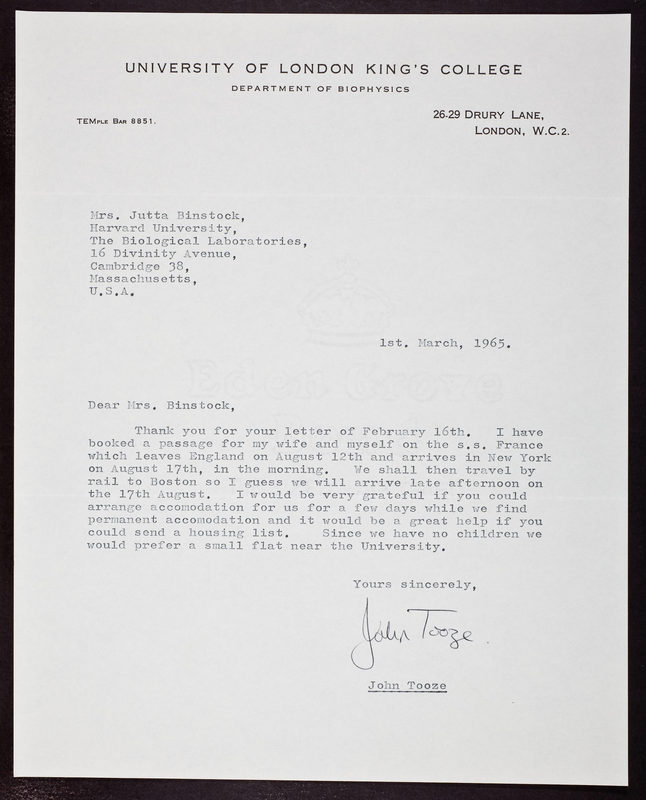 UNIVERSITY OF LONDON KING'S COLLEGE
DEPARTMENT OF BIOPHYSICS
TEMPLE BAR 8851.
26-29 DRURY LANE,
LONDON, W.C.2.
Mrs. Jutta Binstock,
Harvard University,
The Biological Laboratories,
16 Divinity Avenue,
Cambridge 38,
Massachusetts,
U.S.A.
1st. March, 1965.
Eden Grove
Dear Mrs. Binstock,
Thank you for your letter of February 16th. I have
booked a passage for my wife and myself on the s.s. France
which leaves England on August 12th and arrives in New York
on August 17th, in the morning. We shall then travel by
rail to Boston so I guess we will arrive late afternoon on
the 17th August. I would be very grateful if you could
arrange accomodation for us for a few days while we find
permanent accomodation and it would be a great help if you
could send a housing list. Since we have no children we
would prefer a small flat near the University.
Yours sincerely,
John Tooze.
John Tooze